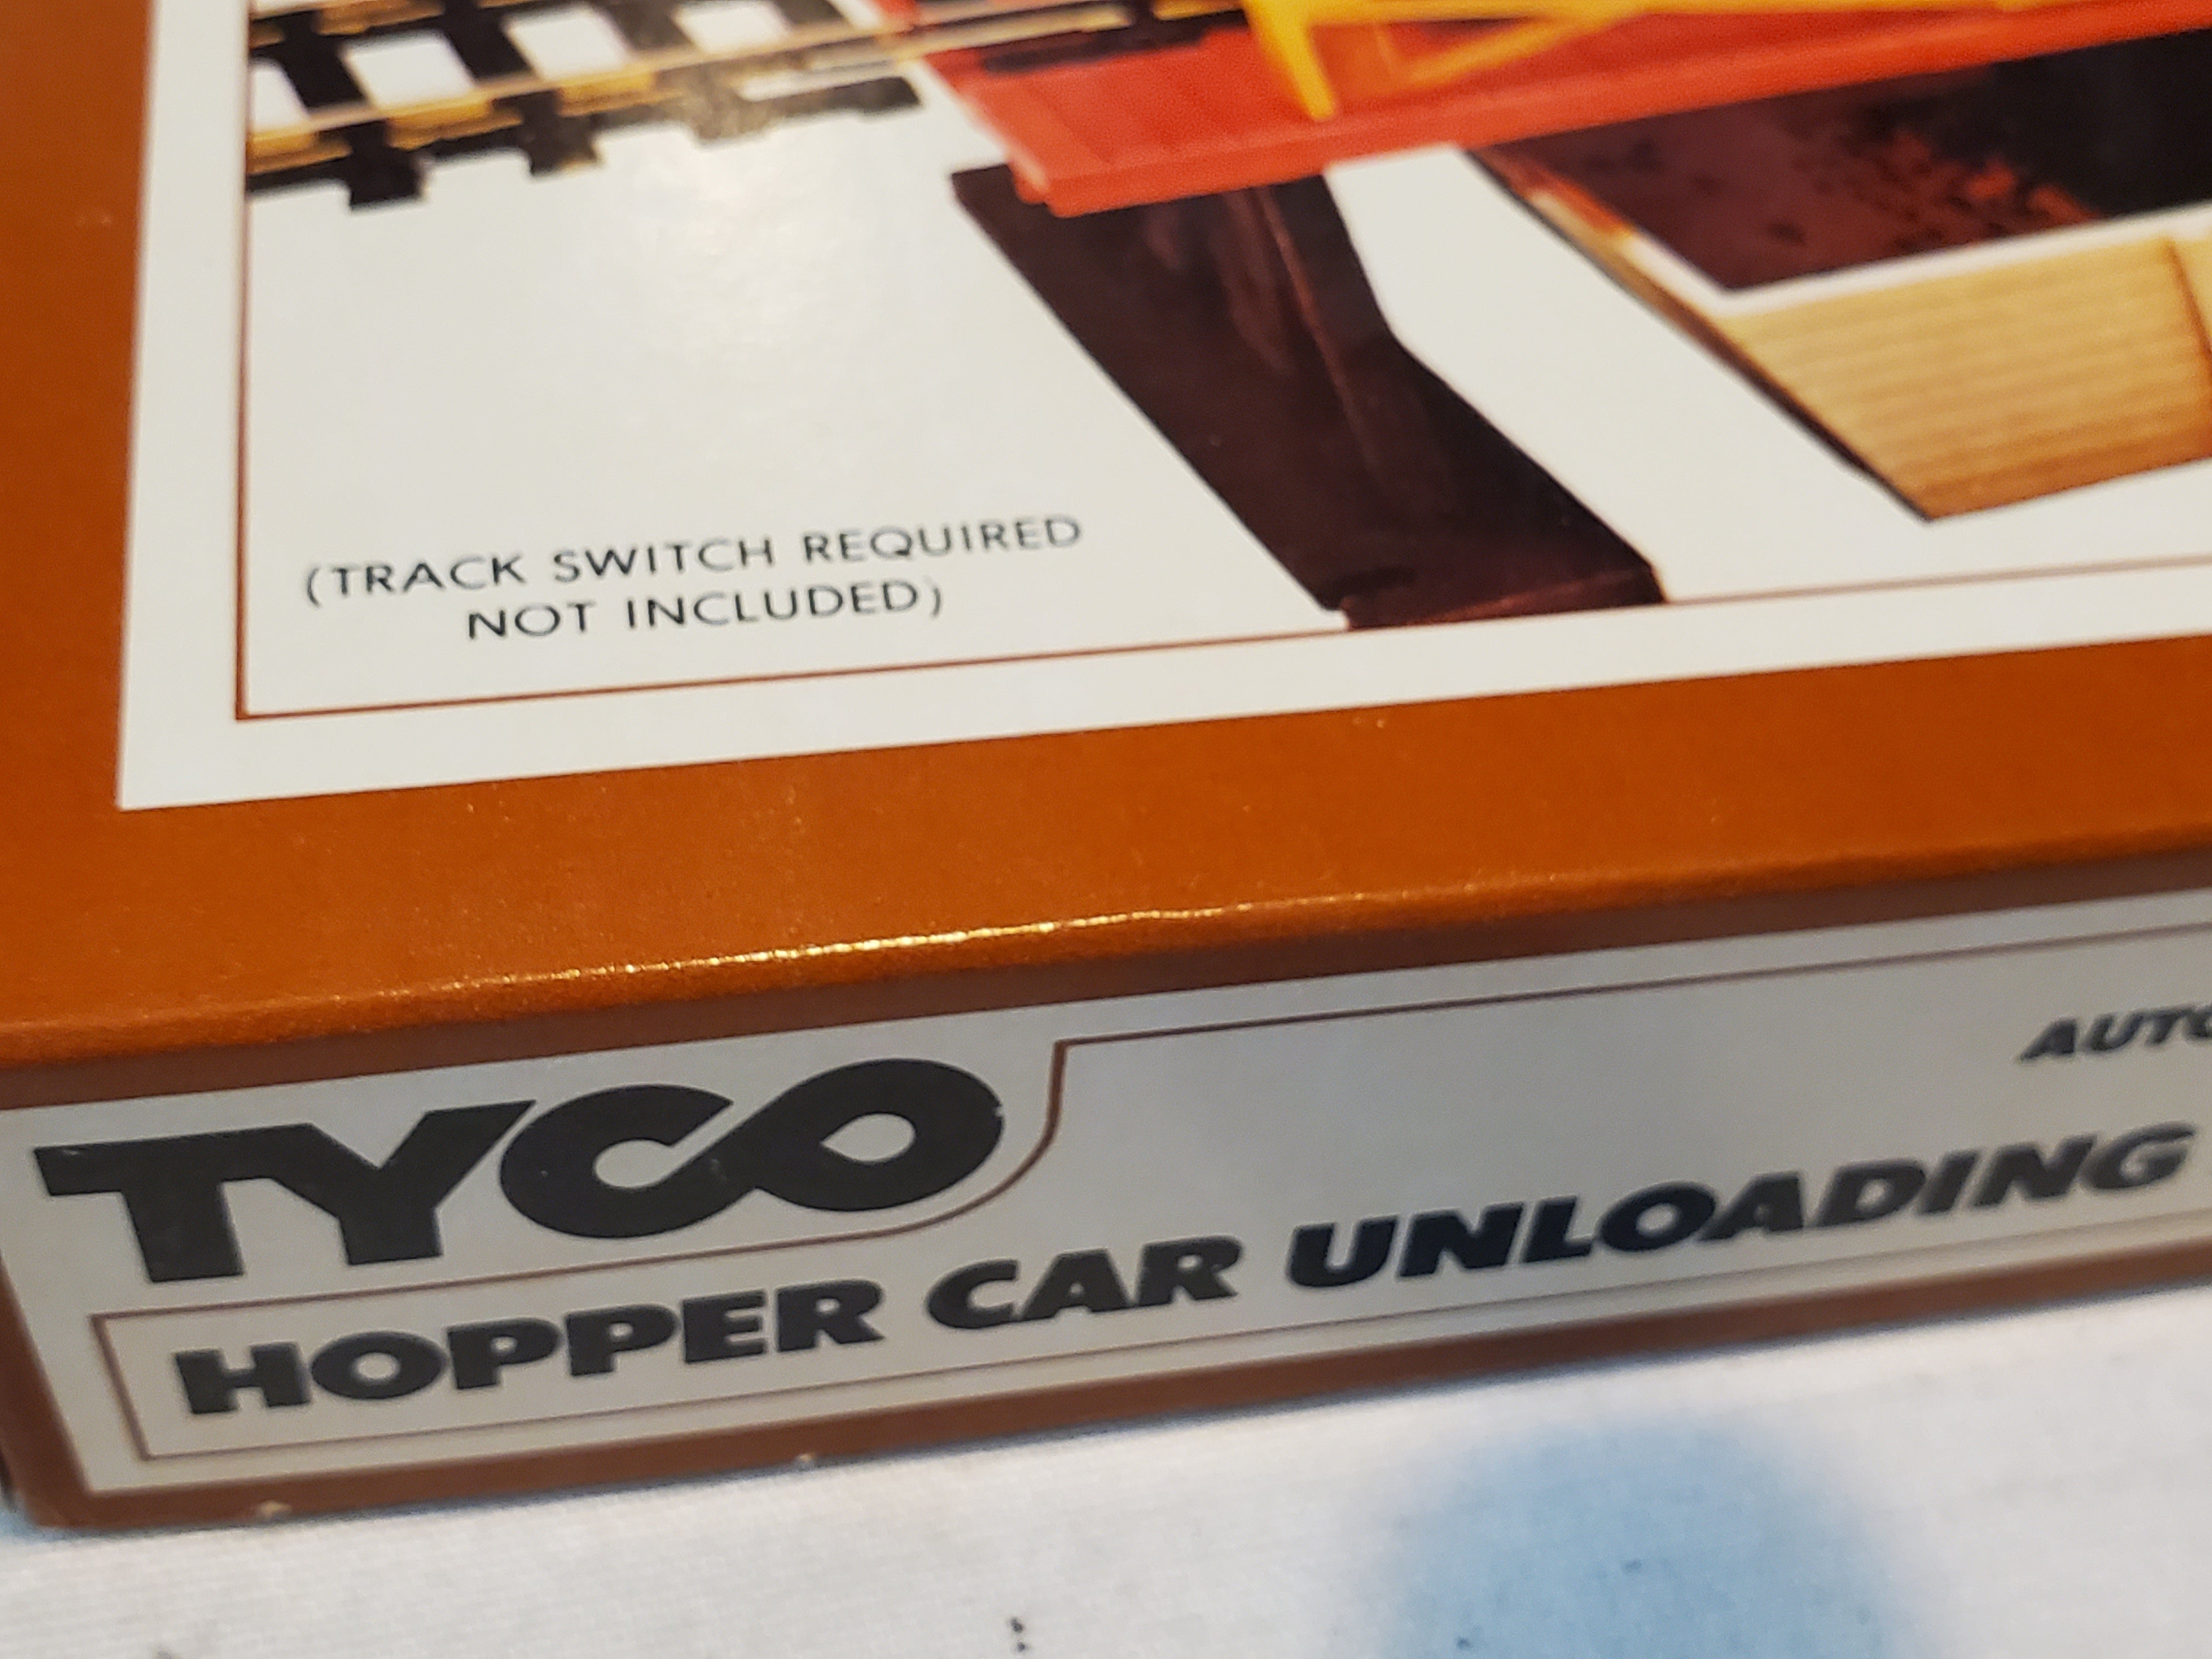 (TRACK SWITCH REQUIRED
NOT INCLUDED)
TYCO
HOPPER CAR UNLOADING